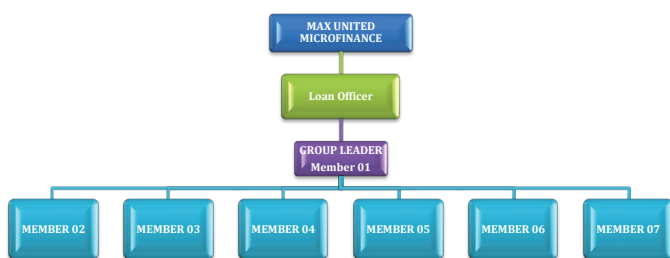 MAX UNITED
MICROFINANCE
Loan Officer
GROUP LEADER
Member 01
MEMBER 02
MEMBER 03
MEMBER 04
MEMBER 05
MEMBER 06
MEMBER 07